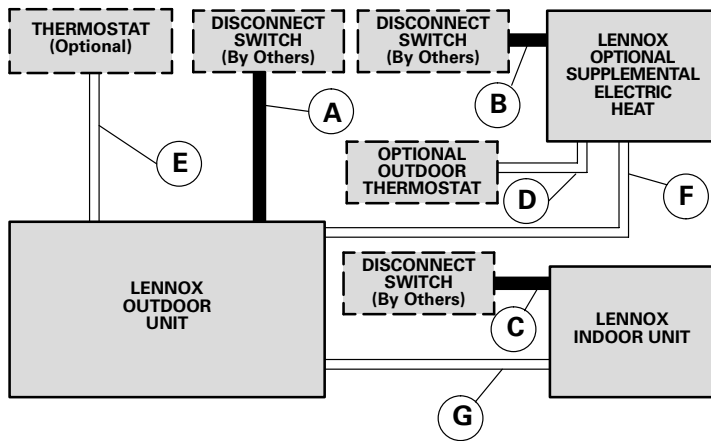 THERMOSTAT
(Optional)
DISCONNECT
SWITCH
(By Others)
DISCONNECT
SWITCH
(By Others)
LENNOX
OPTIONAL
SUPPLEMENTAL
ELECTRIC
HEAT
A
B
E
OPTIONAL
OUTDOOR
THERMOSTAT
D
F
LENNOX
OUTDOOR
UNIT
DISCONNECT
SWITCH
(By Others)
C
LENNOX
INDOOR UNIT
G